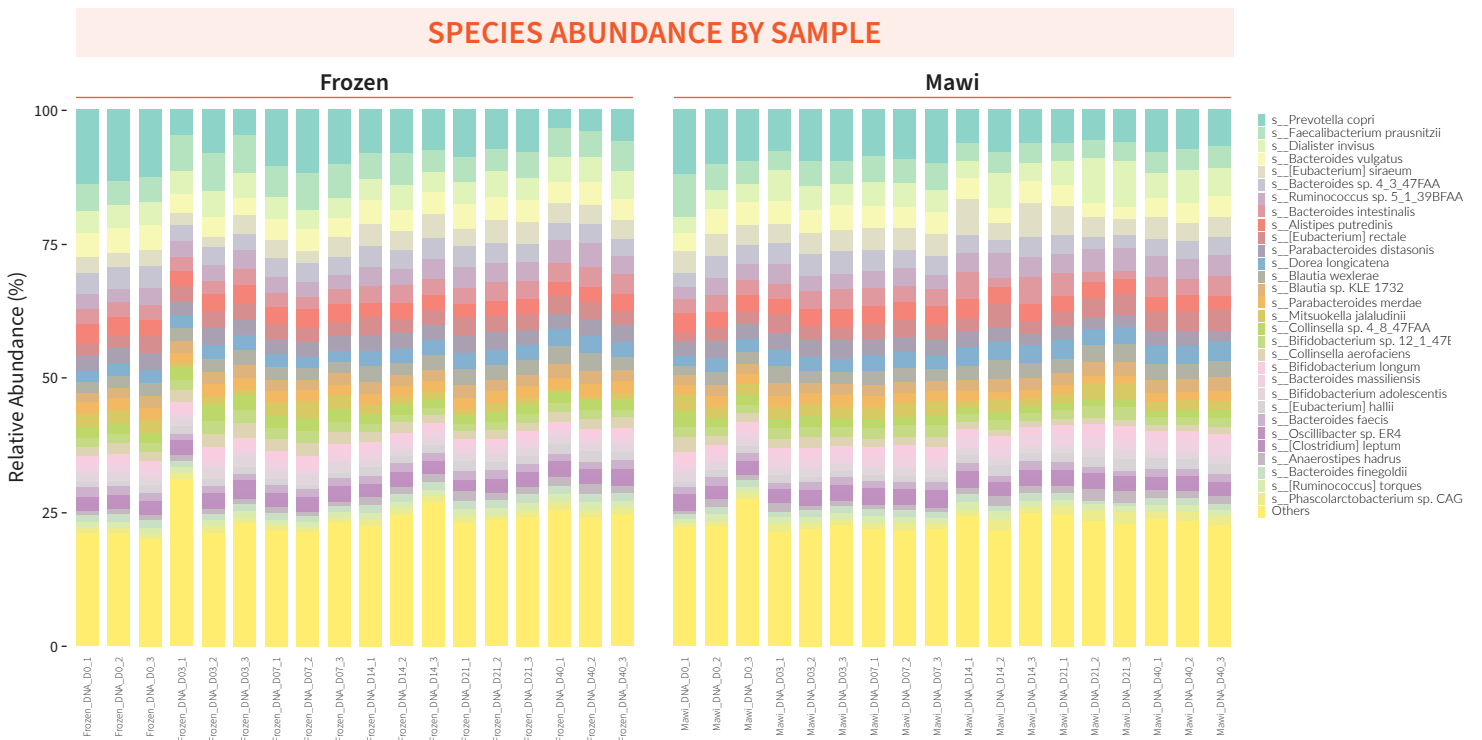 SPECIES ABUNDANCE BY SAMPLE
Frozen
Mawi
Relative Abundance (%)
100
75
50
25
0
Frozen_DNA_D0_1
Frozen_DNA_D0_2
Frozen_DNA_D0_3
Frozen_DNA_D03_1
Frozen_DNA_D03_2
Frozen_DNA_D03_3
Frozen_DNA_D07_1
Frozen_DNA_D07_2
Frozen_DNA_D07_3
Frozen_DNA_D14_1
Frozen_DNA_D14_2
Frozen_DNA_D14_3
Frozen_DNA_D21_1
Frozen_DNA_D21_2
Frozen_DNA_D21_3
Frozen_DNA_D40_1
Frozen_DNA_D40_2
Frozen_DNA_D40_3
Mawi_DNA_D0_1
Mawi_DNA_D0_2
Mawi_DNA_D0_3
Mawi_DNA_D03_1
Mawi_DNA_D03_2
Mawi_DNA_D03_3
Mawi_DNA_D07_1
Mawi_DNA_D07_2
Mawi_DNA_D07_3
Mawi_DNA_D14_1
Mawi_DNA_D14_2
Mawi_DNA_D14_3
Mawi_DNA_D21_1
Mawi_DNA_D21_2
Mawi_DNA_D21_3
Mawi_DNA_D40_1
Mawi_DNA_D40_2
Mawi_DNA_D40_3
s__Prevotella copri
s__Faecalibacterium prausnitzii
s__Dialister invisus
s__Bacteroides vulgatus
s__[Eubacterium] siraeum
s__Bacteroides sp. 4_3_47FAA
s__Ruminococcus sp. 5_1_39BFAA
s__Bacteroides intestinalis
s__Alistipes putredinis
s__[Eubacterium] rectale
s__Parabacteroides distasonis
s__Dorea longicatena
s__Blautia wexlerae
s__Blautia sp. KLE 1732
s__Parabacteroides merdae
s__Mitsuokella jalaludinii
s__Collinsella sp. 4_8_47FAA
s__Bifidobacterium sp. 12_1_47B
s__Collinsella aerofaciens
s__Bifidobacterium longum
s__Bacteroides massiliensis
s__Bifidobacterium adolescentis
s__[Eubacterium] hallii
s__Bacteroides faecis
s__Oscillibacter sp. ER4
s__[Clostridium] leptum
s__Anaerostipes hadrus
s__Bacteroides finegoldii
s__[Ruminococcus] torques
s__Phascolarctobacterium sp. CAG
Others